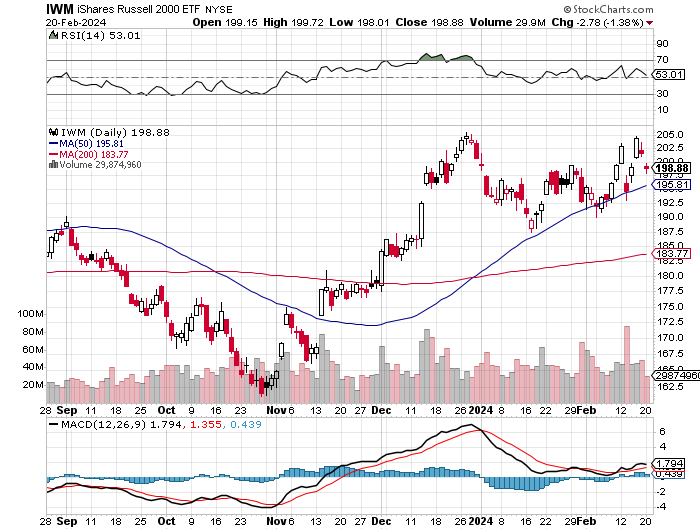 IWM iShares Russell 2000 ETF NYSE © StockCharts.com
20-Feb-2024 Open 199.15 High 199.72 Low 198.01 Close 198.88 Volume 29.9M Chg -2.78 (-1.38%)
RSI(14) 53.01
90
70
53.01
30
10
IWM (Daily) 198.88
MA(50) 195.81
MA(200) 183.77
Volume 29,874,960
205.0
202.5
198.88
195.81
192.5
190.0
187.5
185.0
183.77
182.5
180.0
177.5
175.0
172.5
170.0
167.5
165.0
162.5
100M
80M
60M
40M
20M
29874960
28 Sep 11 18 25 Oct 9 16 23 Nov 6 13 20 27 Dec 11 18 26 2024 8 16 22 29 Feb 12 20
MACD(12,26,9) 1.794, 1.355, 0.439
6
4
1.794
0.439
-2
-4
28 Sep 11 18 25 Oct 9 16 23 Nov 6 13 20 27 Dec 11 18 26 2024 8 16 22 29 Feb 12 20